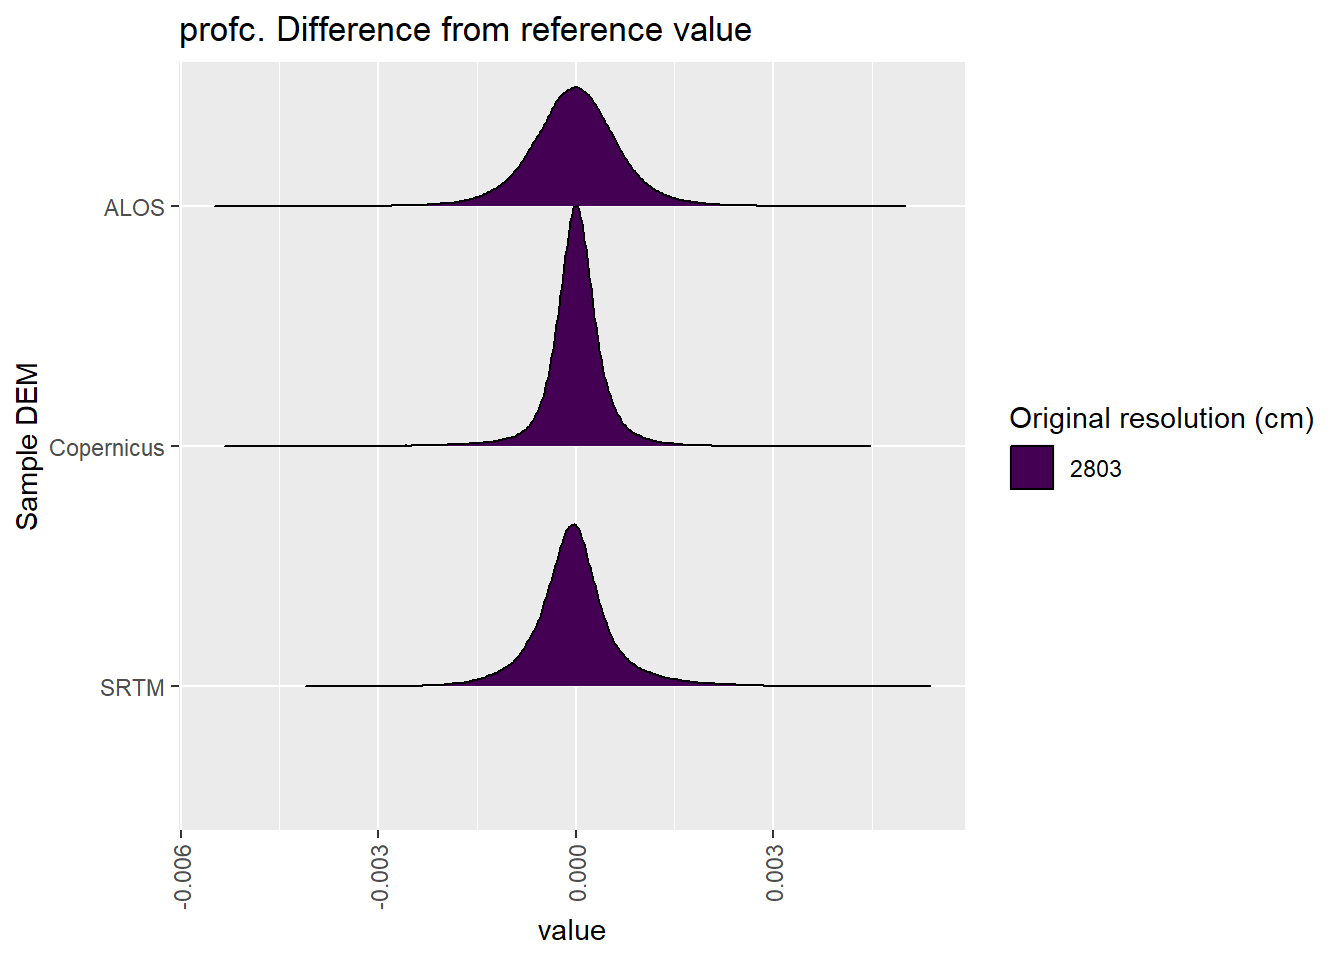 profc. Difference from reference value
Sample DEM
ALOS
Copernicus
SRTM
-0.006
-0.003
0.000
0.003
value
Original resolution (cm)
2803